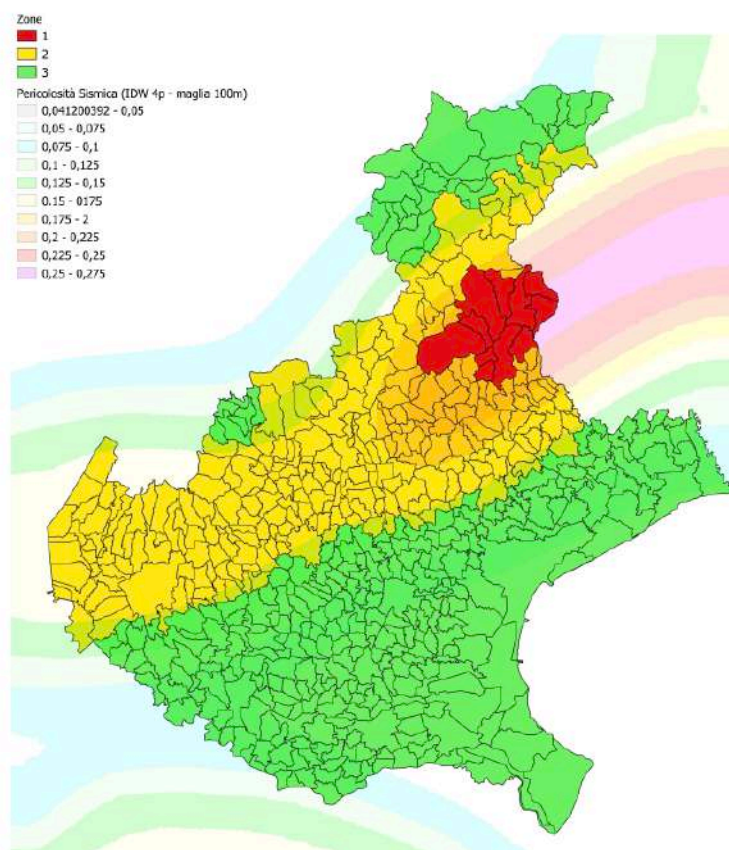 Zone
1
2
3
Pericolosità Sismica (IDW 4p - maglia 100m)
0,041200392 - 0,05
0,05 - 0,075
0,075 - 0,1
0,1 - 0,125
0,125 - 0,15
0.15 - 0175
0,175 - 2
0,2 - 0,225
0,225 - 0,25
0,25 - 0,275